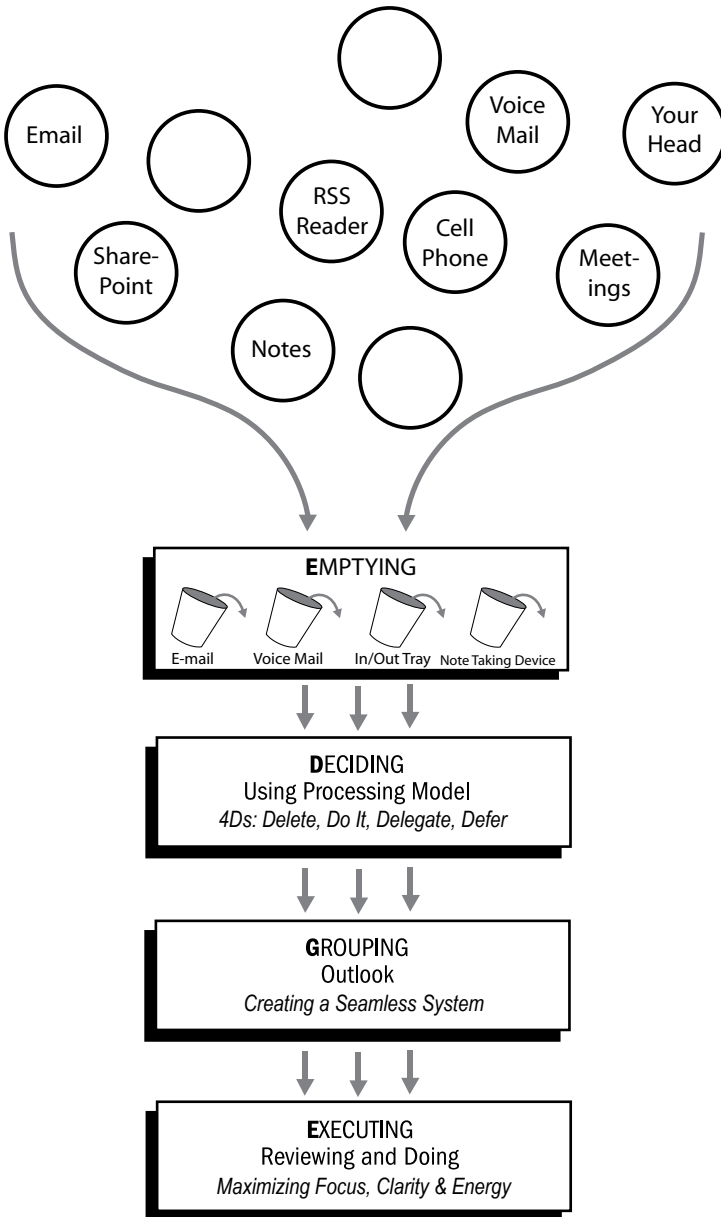 Email
Voice
Mail
Your
Head
RSS
Reader
Cell
Phone
Share-
Point
Meet-
ings
Notes
EMPTYING
E-mail
Voice Mail
In/Out Tray
Note Taking Device
DECIDING
Using Processing Model
4Ds: Delete, Do It, Delegate, Defer
GROUPING
Outlook
Creating a Seamless System
EXECUTING
Reviewing and Doing
Maximizing Focus, Clarity & Energy